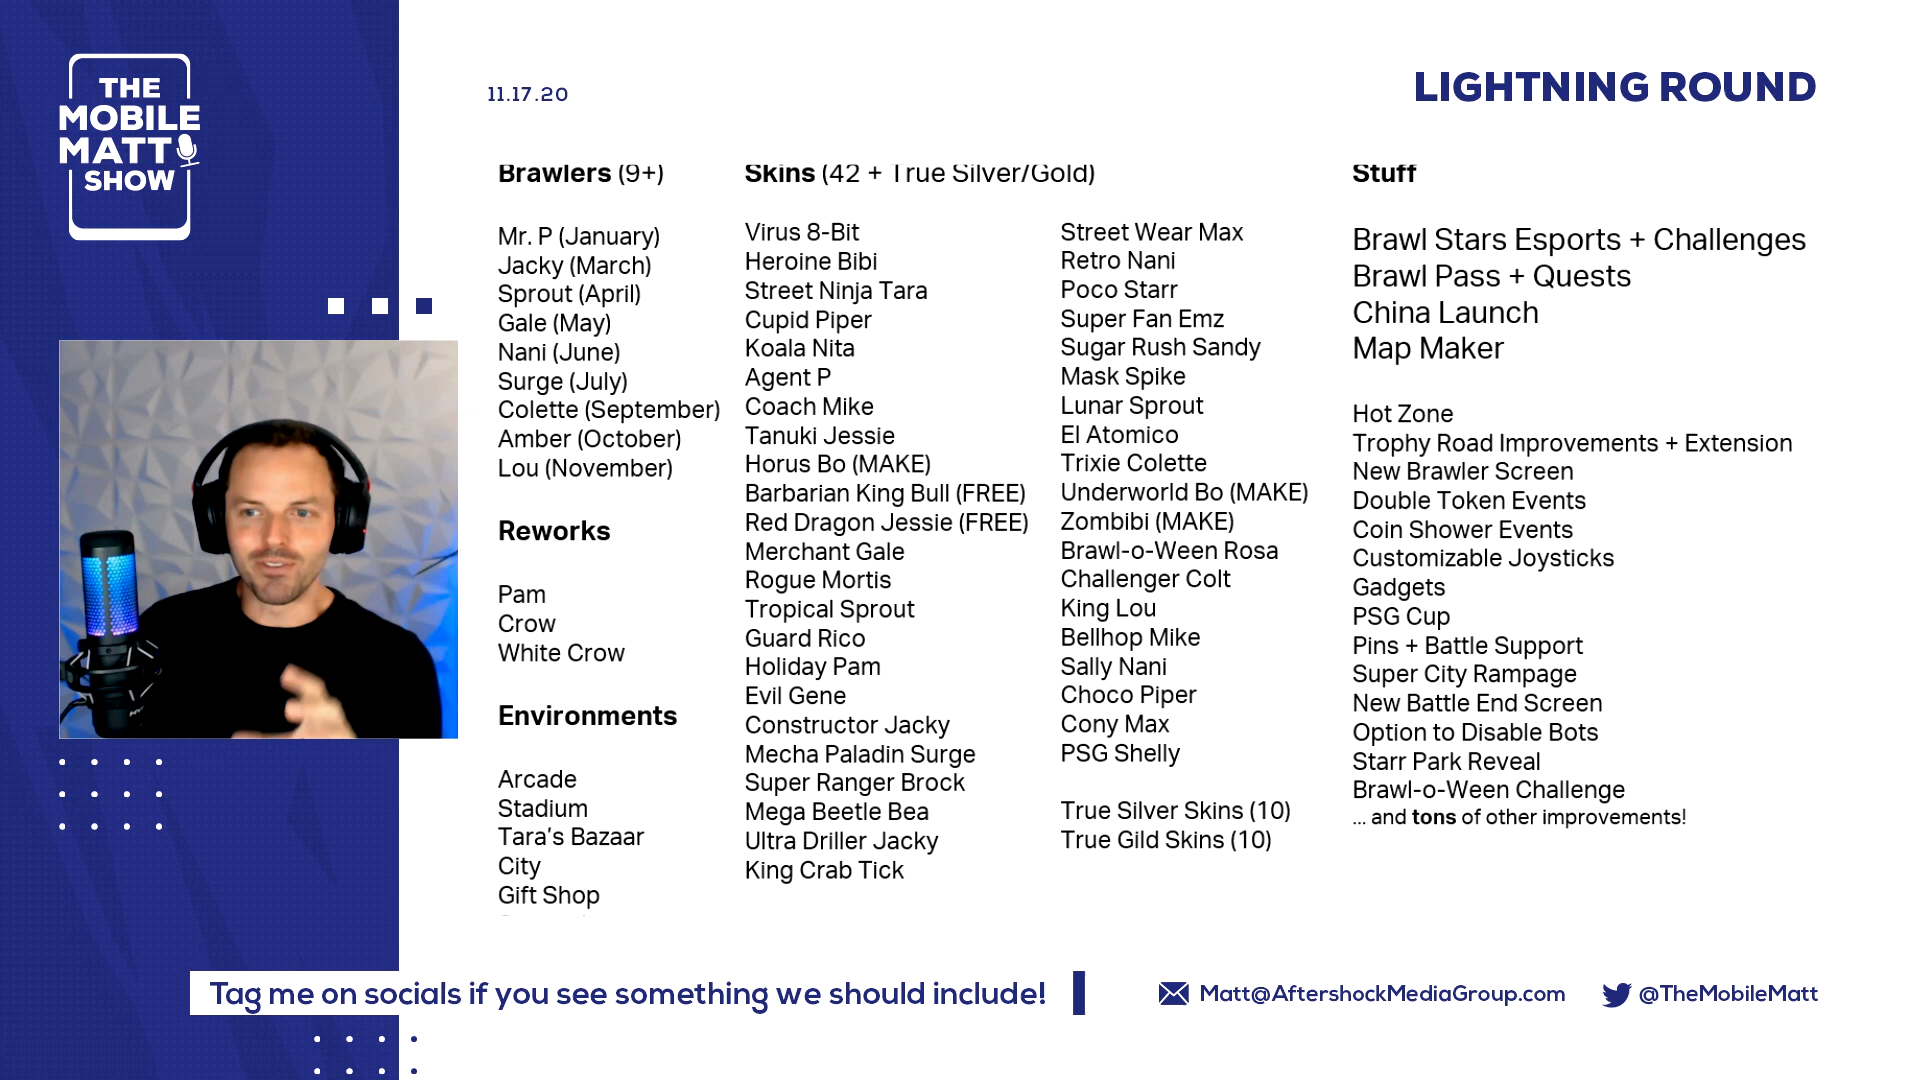 THE
MOBILE
MATT
SHOW
11.17.20
LIGHTNING ROUND
Brawlers (9+)
Mr. P (January)
Jacky (March)
Sprout (April)
Gale (May)
Nani (June)
Surge (July)
Colette (September)
Amber (October)
Lou (November)
Reworks
Pam
Crow
White Crow
Environments
Arcade
Stadium
Tara's Bazaar
City
Gift Shop
Skins (42 + True Silver/Gold)
Virus 8-Bit
Heroine Bibi
Street Ninja Tara
Cupid Piper
Koala Nita
Agent P
Coach Mike
Tanuki Jessie
Horus Bo (MAKE)
Barbarian King Bull (FREE)
Red Dragon Jessie (FREE)
Merchant Gale
Rogue Mortis
Tropical Sprout
Guard Rico
Holiday Pam
Evil Gene
Constructor Jacky
Mecha Paladin Surge
Super Ranger Brock
Mega Beetle Bea
Ultra Driller Jacky
King Crab Tick
Street Wear Max
Retro Nani
Poco Starr
Super Fan Emz
Sugar Rush Sandy
Mask Spike
Lunar Sprout
El Atomico
Trixie Colette
Underworld Bo (MAKE)
Zombibi (MAKE)
Brawl-o-Ween Rosa
Challenger Colt
King Lou
Bellhop Mike
Sally Nani
Choco Piper
Cony Max
PSG Shelly
True Silver Skins (10)
True Gild Skins (10)
Stuff
Brawl Stars Esports + Challenges
Brawl Pass + Quests
China Launch
Map Maker
Hot Zone
Trophy Road Improvements + Extension
New Brawler Screen
Double Token Events
Coin Shower Events
Customizable Joysticks
Gadgets
PSG Cup
Pins + Battle Support
Super City Rampage
New Battle End Screen
Option to Disable Bots
Starr Park Reveal
Brawl-o-Ween Challenge
... and tons of other improvements!
Tag me on socials if you see something we should include!
Matt@AftershockMediaGroup.com
@TheMobileMatt